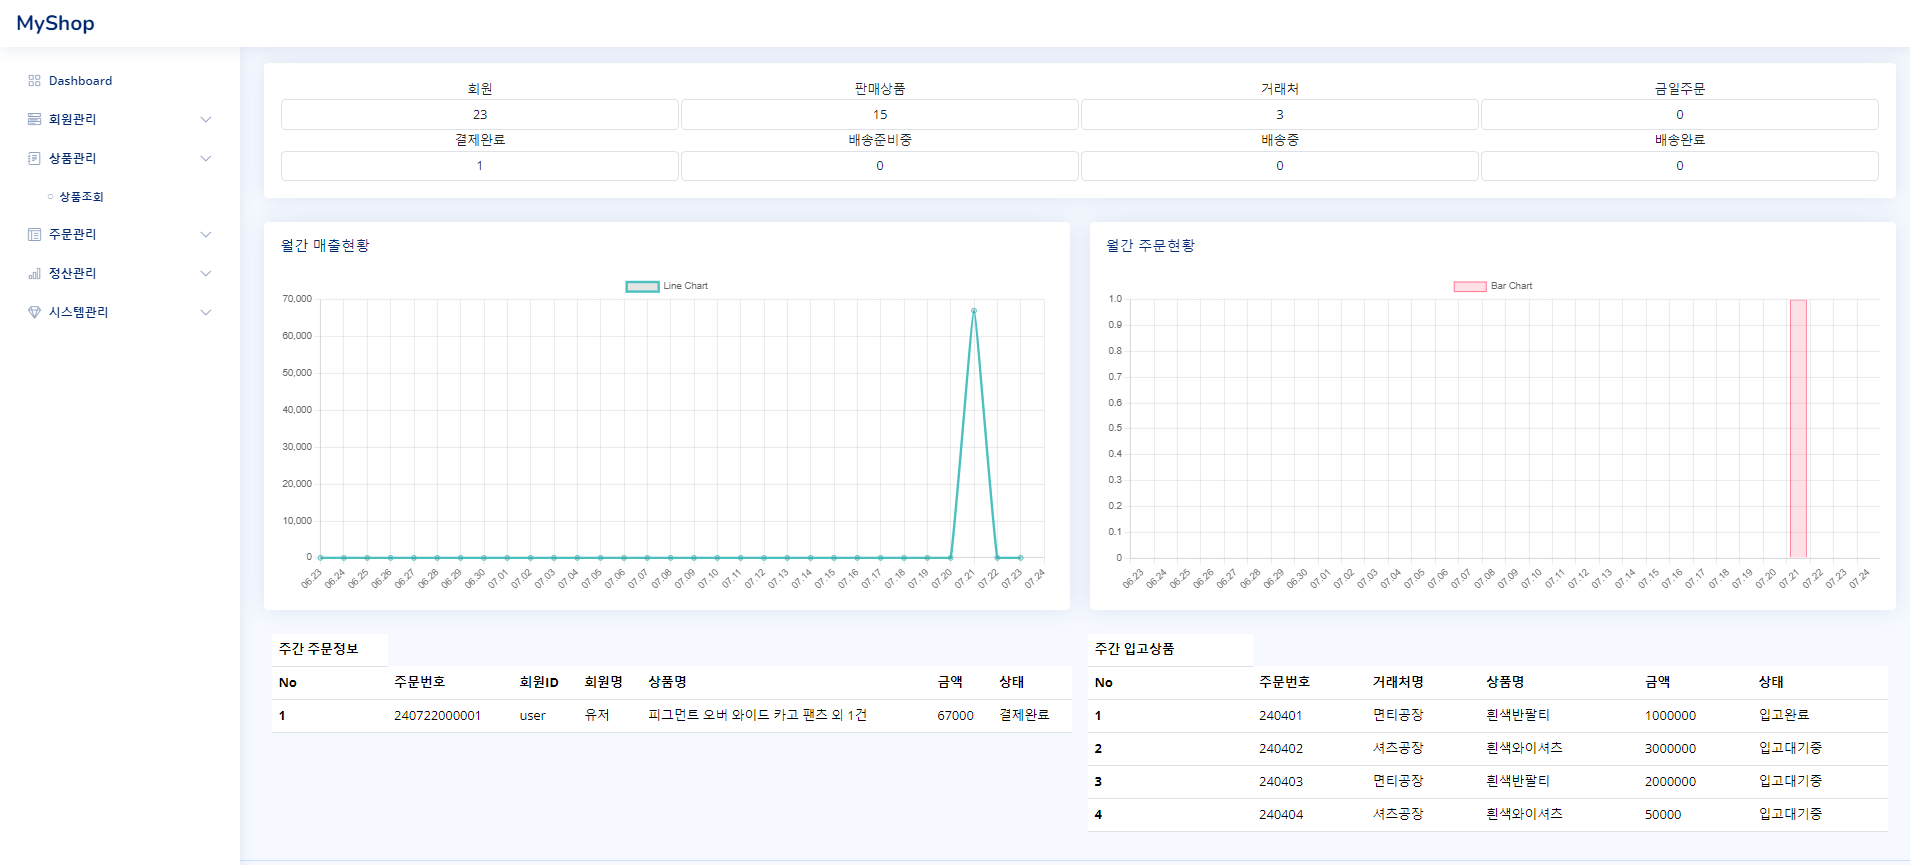 MyShop
Dashboard
회원관리
상품관리
상품조회
주문관리
정산관리
시스템관리
회원 판매상품 거래처 금일주문
23 15 3 0
결제완료 배송준비중 배송중 배송완료
1 0 0 0
월간 매출현황
Line Chart
70,000
60,000
50,000
40,000
30,000
20,000
10,000
0
06.23 06.24 06.25 06.26 06.27 06.28 06.29 06.30 07.01 07.02 07.03 07.04 07.05 07.06 07.07 07.08 07.09 07.10 07.11 07.12 07.13 07.14 07.15 07.16 07.17 07.18 07.19 07.20 07.21 07.22 07.23 07.24
월간 주문현황
Bar Chart
1.0
0.9
0.8
0.7
0.6
0.5
0.4
0.3
0.2
0.1
0
06.23 06.24 06.25 06.26 06.27 06.28 06.29 06.30 07.01 07.02 07.03 07.04 07.05 07.06 07.07 07.08 07.09 07.10 07.11 07.12 07.13 07.14 07.15 07.16 07.17 07.18 07.19 07.20 07.21 07.22 07.23 07.24
주간 주문정보
No 주문번호 회원ID 회원명 상품명 금액 상태
1 240722000001 user 유저 피그먼트 오버 와이드 카고 팬츠 외 1건 67000 결제완료
주간 입고상품
No 주문번호 거래처명 상품명 금액 상태
1 240401 면티공장 흰색반팔티 1000000 입고완료
2 240402 셔츠공장 흰색와이셔츠 3000000 입고대기중
3 240403 면티공장 흰색반팔티 2000000 입고대기중
4 240404 셔츠공장 흰색와이셔츠 50000 입고대기중